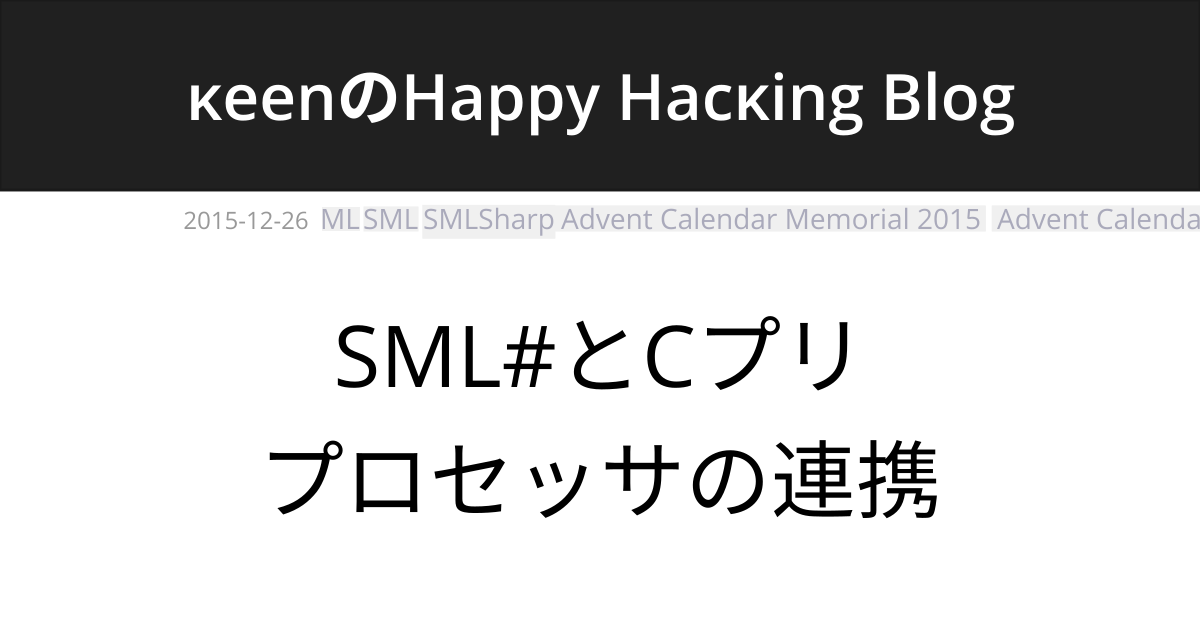 κeenのHappy Hacκing Blog
2015-12-26 ML SML SMLSharp Advent Calendar Memorial 2015 Advent Calenda
SML#とCプリ
プロセッサの連携